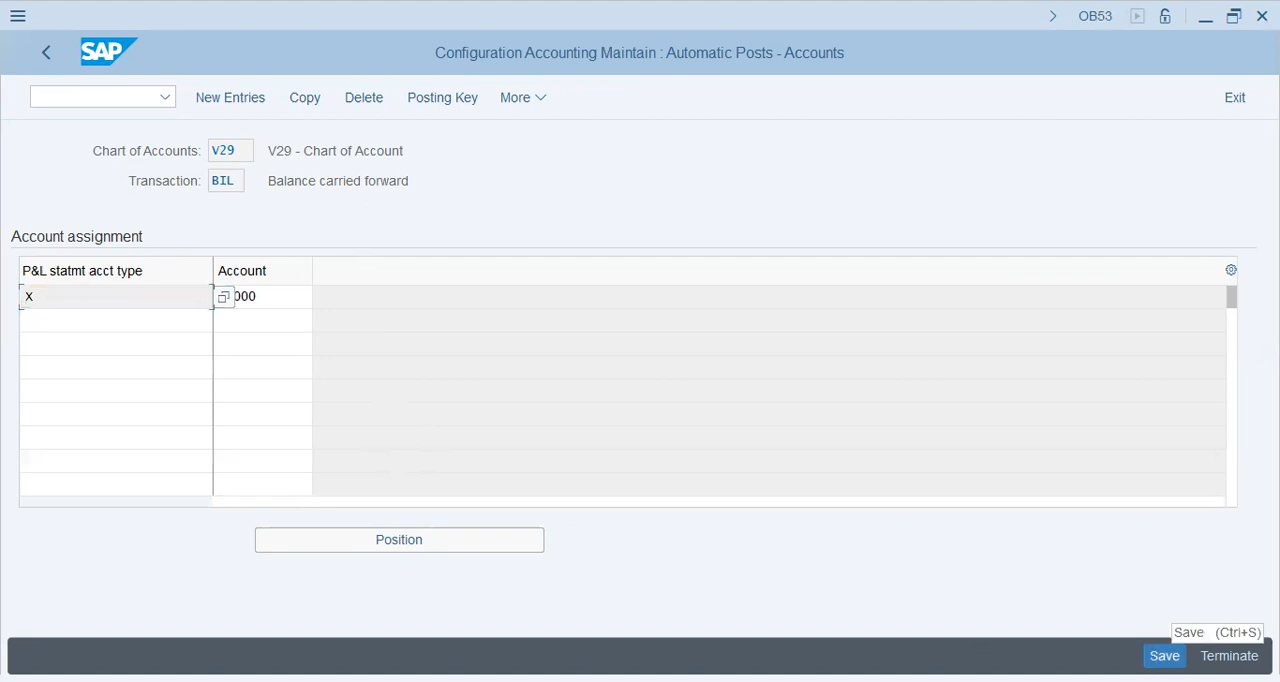 OB53
SAP
Configuration Accounting Maintain : Automatic Posts - Accounts
New Entries Copy Delete Posting Key More Exit
Chart of Accounts: V29 V29 - Chart of Account
Transaction: BIL Balance carried forward
Account assignment
P&L statmt acct type Account
X 000
Position
Save (Ctrl+S)
Save Terminate